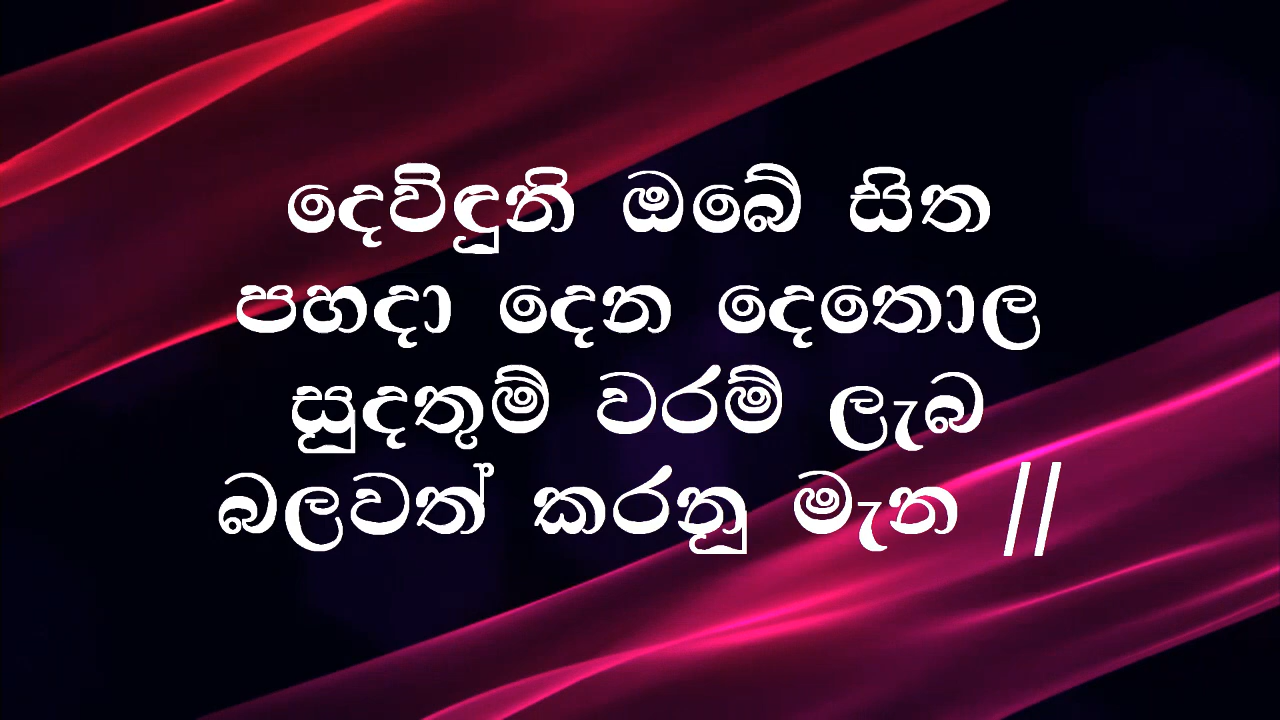 දෙවිඳූනි ඔබේ සිත
පහදා දෙන දෙතොල
සුදතුම් වරම් ලැබ
බලවත් කරනූ මැන //